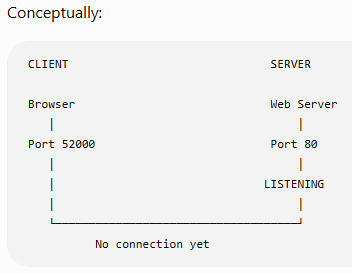 Conceptually:
CLIENT SERVER
Browser Web Server
Port 52000 Port 80
LISTENING
No connection yet